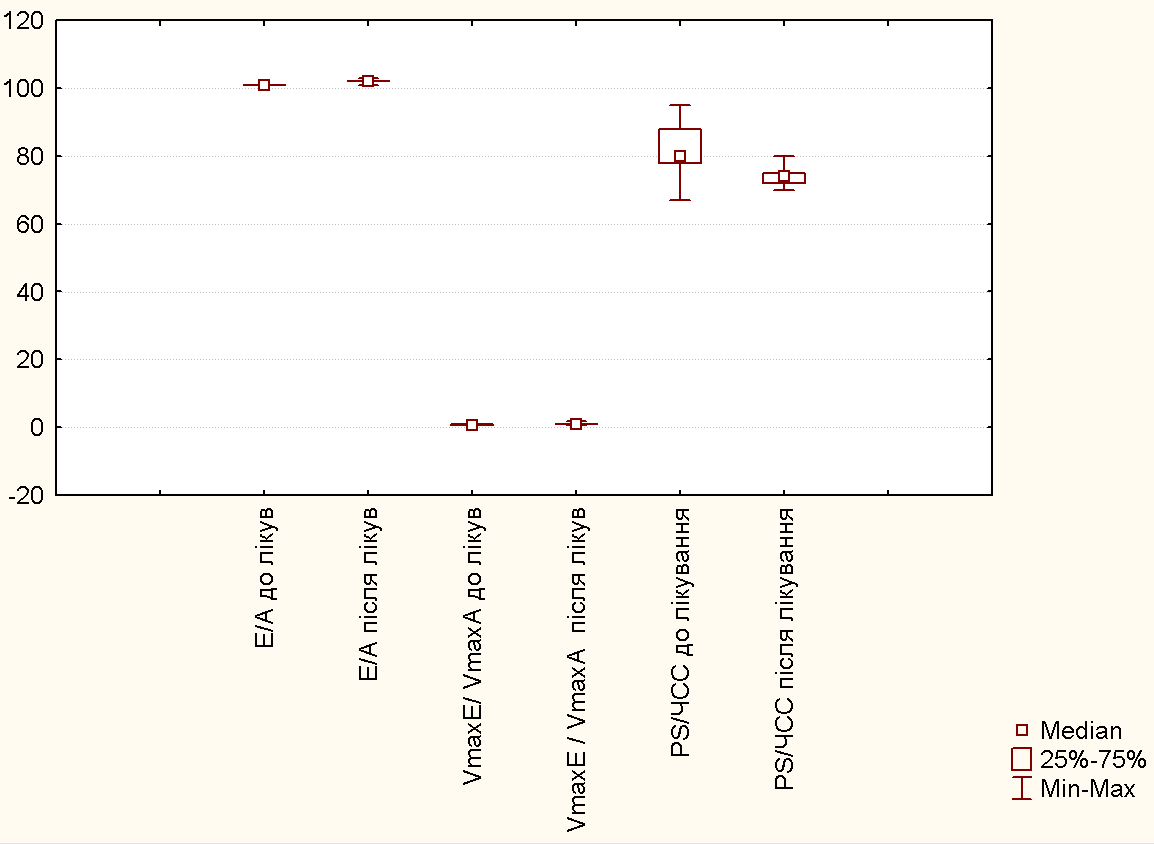 120
100
80
60
40
20
0
-20
E/A до лікув
E/A після лікув
VmaxE/ VmaxA до лікув
VmaxE / VmaxA  після лікув
PS/ЧСС до лікування
PS/ЧСС після лікування
Median
25%-75%
Min-Max